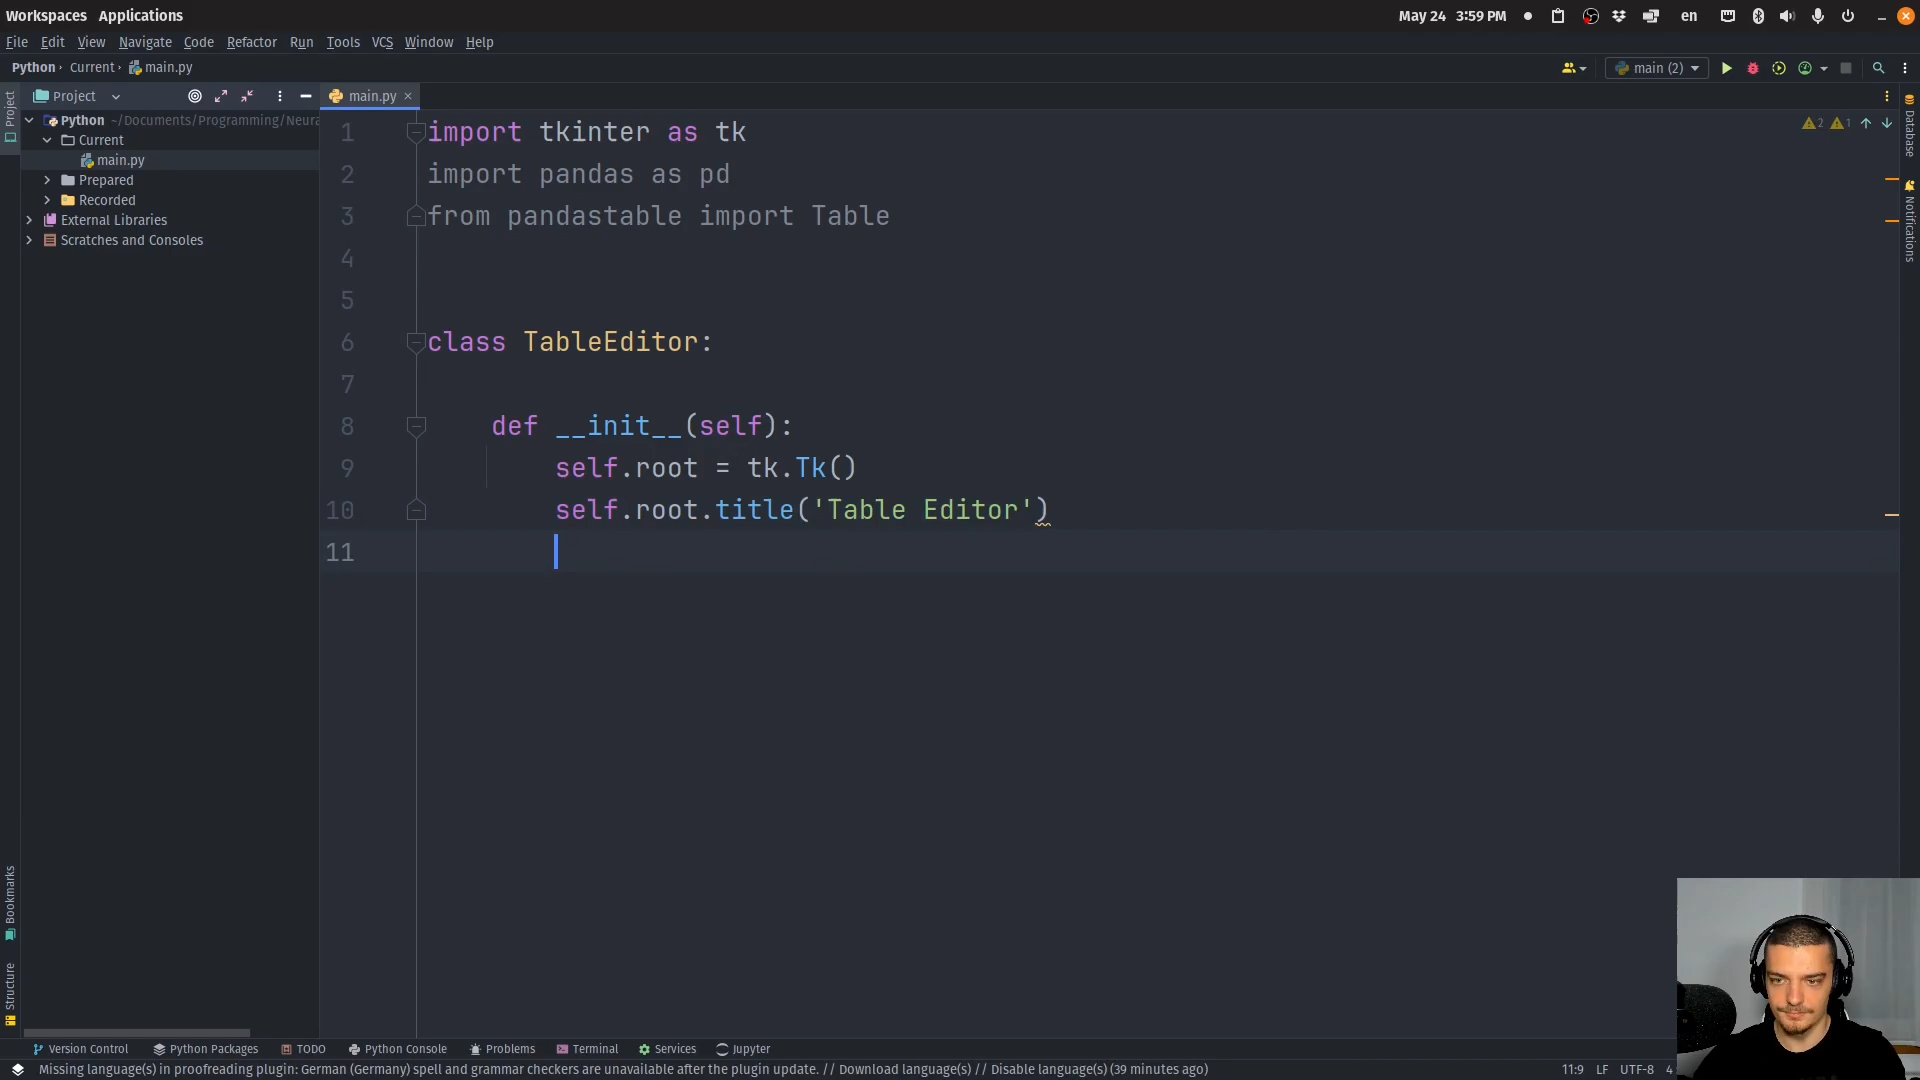 Workspaces Applications May 24 3:59 PM en
File Edit View Navigate Code Refactor Run Tools VCS Window Help
Python Current main.py main (2)
Project main.py
Python ~/Documents/Programming/Neura
Current
main.py
Prepared
Recorded
External Libraries
Scratches and Consoles
1 import tkinter as tk
2 import pandas as pd
3 from pandastable import Table
4
5
6 class TableEditor:
7
8 def __init__(self):
9 self.root = tk.Tk()
10 self.root.title('Table Editor')
11
2 1
Project
Bookmarks
Structure
Database
Notifications
Version Control Python Packages TODO Python Console Problems Terminal Services Jupyter
Missing language(s) in proofreading plugin: German (Germany) spell and grammar checkers are unavailable after the plugin update. // Download language(s) // Disable language(s) (39 minutes ago) 11:9 LF UTF-8 4